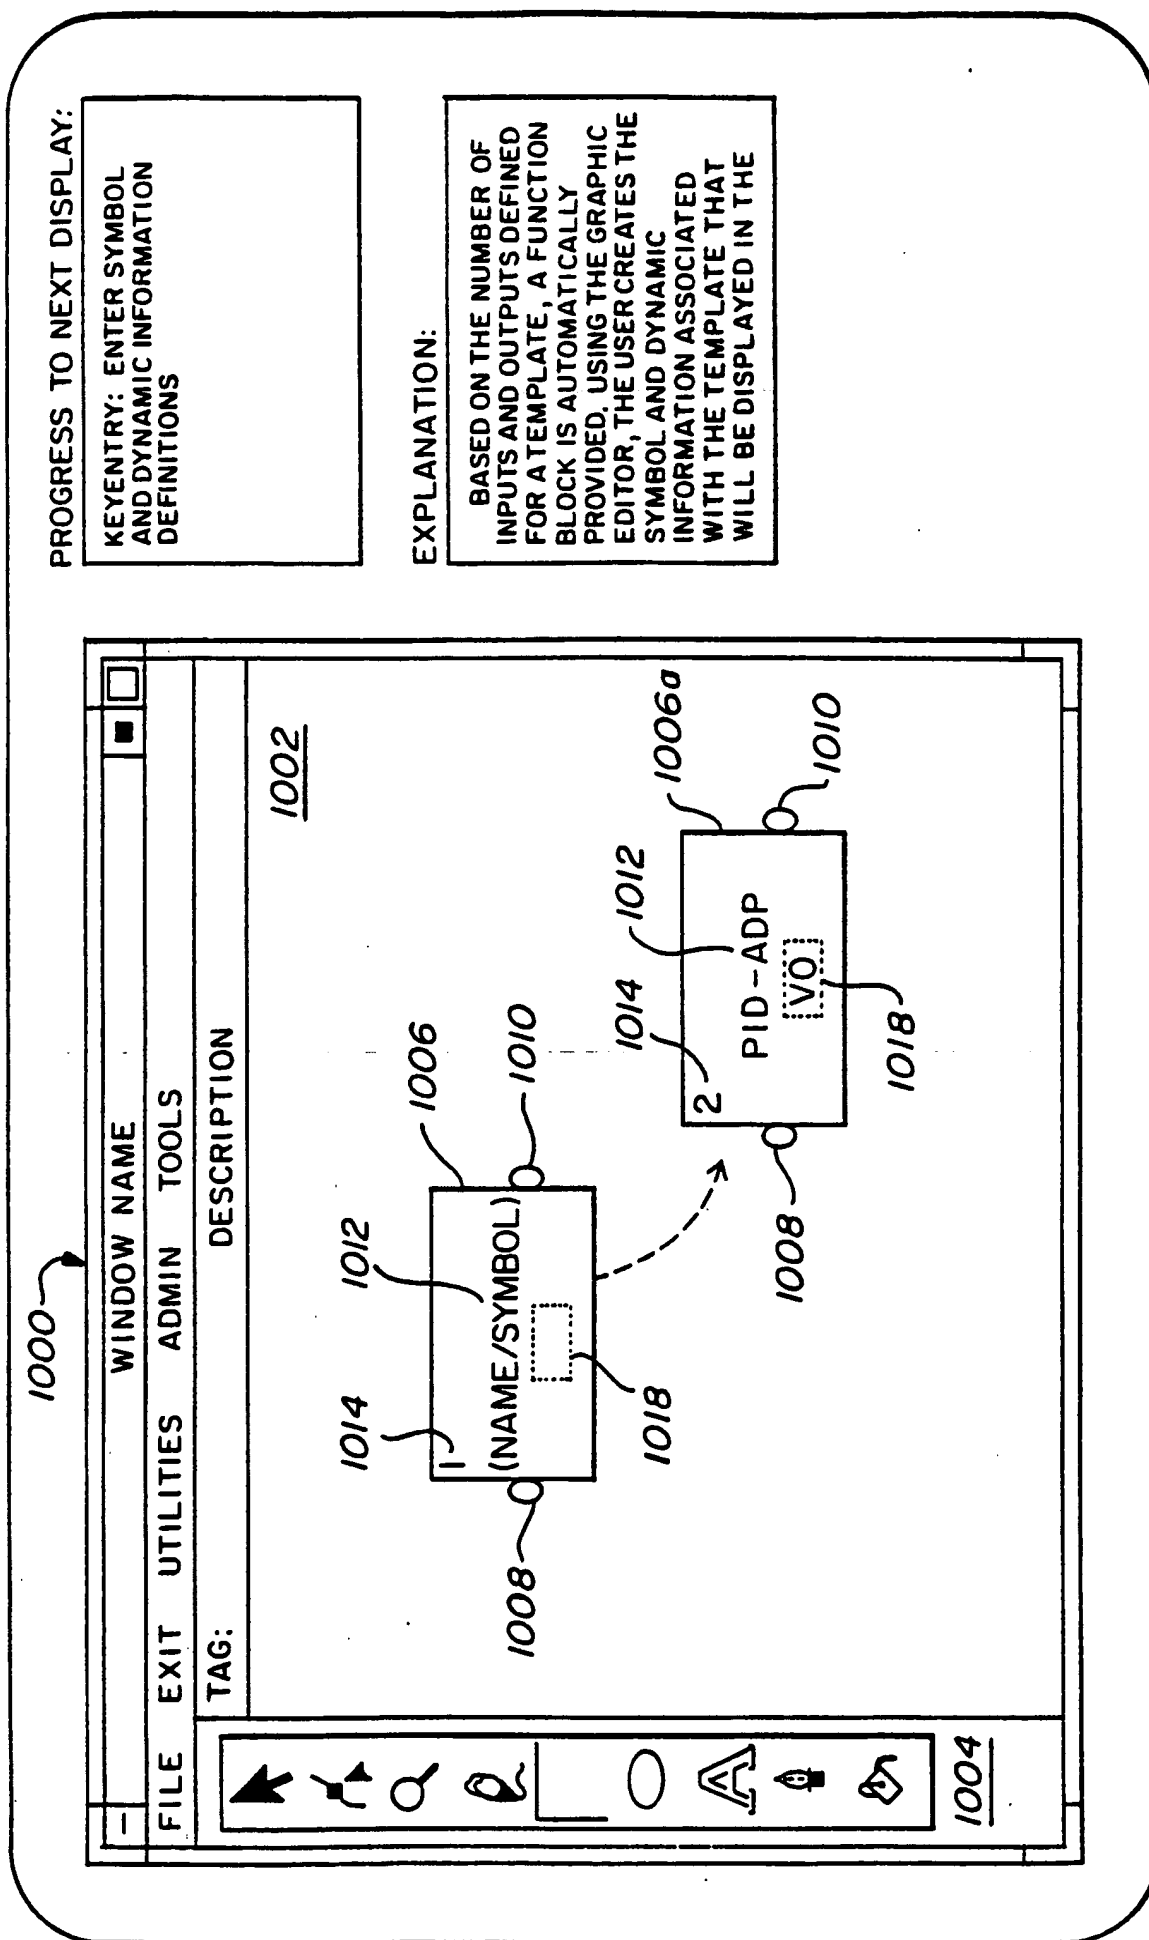 1000
WINDOW NAME
FILE EXIT UTILITIES ADMIN TOOLS
TAG: DESCRIPTION
1002
1004
1014
1012
1006
1
(NAME/SYMBOL)
1008
1010
1018
1014
1012
1006a
2
PID-ADP
VO
1008
1010
1018
PROGRESS TO NEXT DISPLAY:
KEYENTRY: ENTER SYMBOL
AND DYNAMIC INFORMATION
DEFINITIONS
EXPLANATION:
BASED ON THE NUMBER OF
INPUTS AND OUTPUTS DEFINED
FOR A TEMPLATE, A FUNCTION
BLOCK IS AUTOMATICALLY
PROVIDED. USING THE GRAPHIC
EDITOR, THE USER CREATES THE
SYMBOL AND DYNAMIC
INFORMATION ASSOCIATED
WITH THE TEMPLATE THAT
WILL BE DISPLAYED IN THE